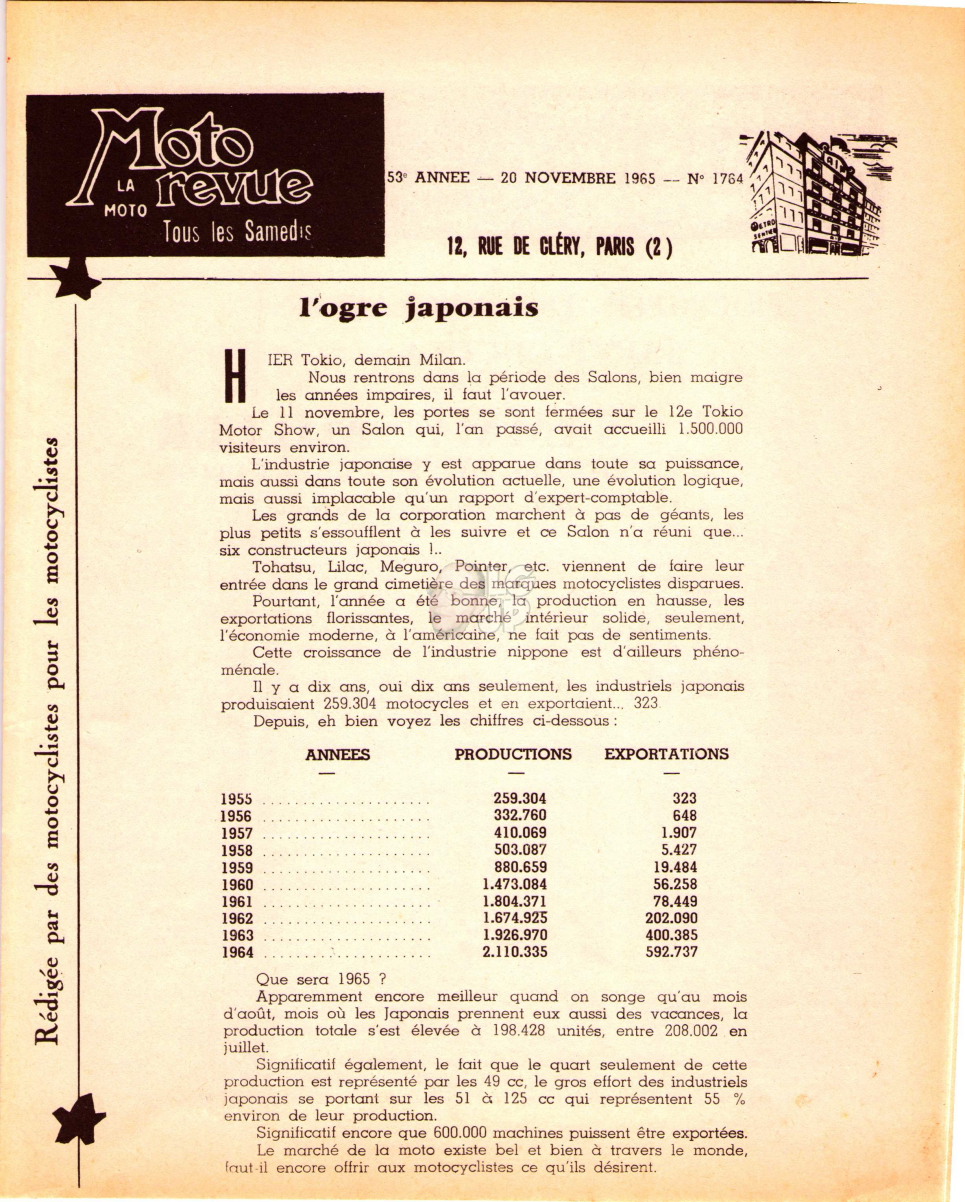 Moto revue
LA MOTO
Tous les Samedis
53e ANNEE — 20 NOVEMBRE 1965 — No 1764
12, RUE DE CLÉRY, PARIS (2)
METRO
SENTIER
Rédigée par des motocyclistes pour les motocyclistes
l'ogre japonais
HIER Tokio, demain Milan.
Nous rentrons dans la période des Salons, bien maigre
les années impaires, il faut l'avouer.
Le 11 novembre, les portes se sont fermées sur le 12e Tokio
Motor Show, un Salon qui, l'an passé, avait accueilli 1.500.000
visiteurs environ.
L'industrie japonaise y est apparue dans toute sa puissance,
mais aussi dans toute son évolution actuelle, une évolution logique,
mais aussi implacable qu'un rapport d'expert-comptable.
Les grands de la corporation marchent à pas de géants, les
plus petits s'essoufflent à les suivre et ce Salon n'a réuni que...
six constructeurs japonais !..
Tohatsu, Lilac, Meguro, Pointer, etc. viennent de faire leur
entrée dans le grand cimetière des marques motocyclistes disparues.
Pourtant, l'année a été bonne, la production en hausse, les
exportations florissantes, le marché intérieur solide, seulement,
l'économie moderne, à l'américaine, ne fait pas de sentiments.
Cette croissance de l'industrie nippone est d'ailleurs phéno-
ménale.
Il y a dix ans, oui dix ans seulement, les industriels japonais
produisaient 259.304 motocycles et en exportaient... 323.
Depuis, eh bien voyez les chiffres ci-dessous :
ANNEES PRODUCTIONS EXPORTATIONS
— — —
1955 ..................... 259.304 323
1956 ..................... 332.760 648
1957 ..................... 410.069 1.907
1958 ..................... 503.087 5.427
1959 ..................... 880.659 19.484
1960 ..................... 1.473.084 56.258
1961 ..................... 1.804.371 78.449
1962 ..................... 1.674.925 202.090
1963 ..................... 1.926.970 400.385
1964 ..................... 2.110.335 592.737
Que sera 1965 ?
Apparemment encore meilleur quand on songe qu'au mois
d'août, mois où les Japonais prennent eux aussi des vacances, la
production totale s'est élevée à 198.428 unités, entre 208.002 en
juillet.
Significatif également, le fait que le quart seulement de cette
production est représenté par les 49 cc, le gros effort des industriels
japonais se portant sur les 51 à 125 cc qui représentent 55 %
environ de leur production.
Significatif encore que 600.000 machines puissent être exportées.
Le marché de la moto existe bel et bien à travers le monde,
faut-il encore offrir aux motocyclistes ce qu'ils désirent.